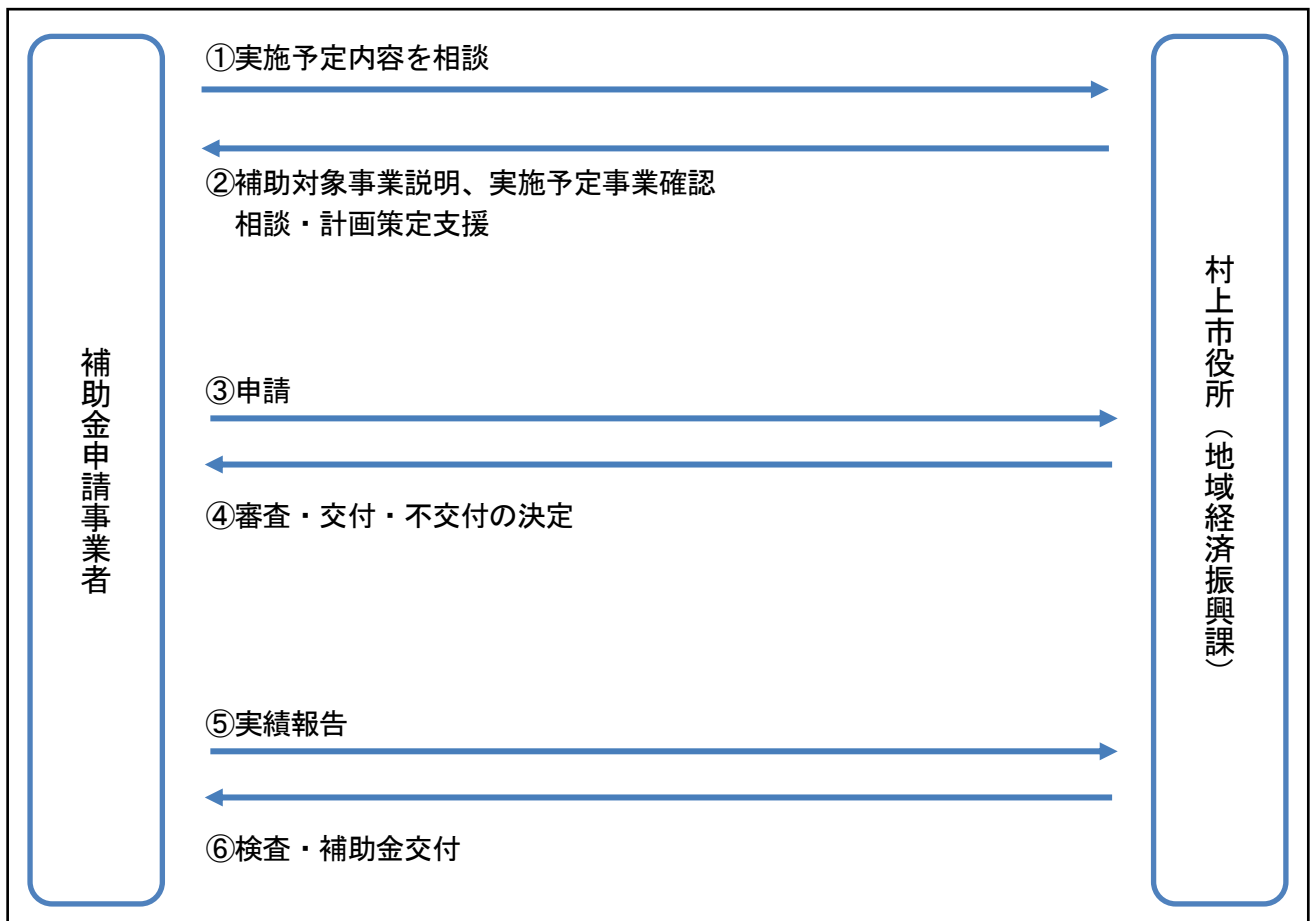 ①実施予定内容を相談
②補助対象事業説明、実施予定事業確認
相談・計画策定支援
補助金申請事業者
③申請
④審査・交付・不交付の決定
⑤実績報告
⑥検査・補助金交付
村上市役所（地域経済振興課）